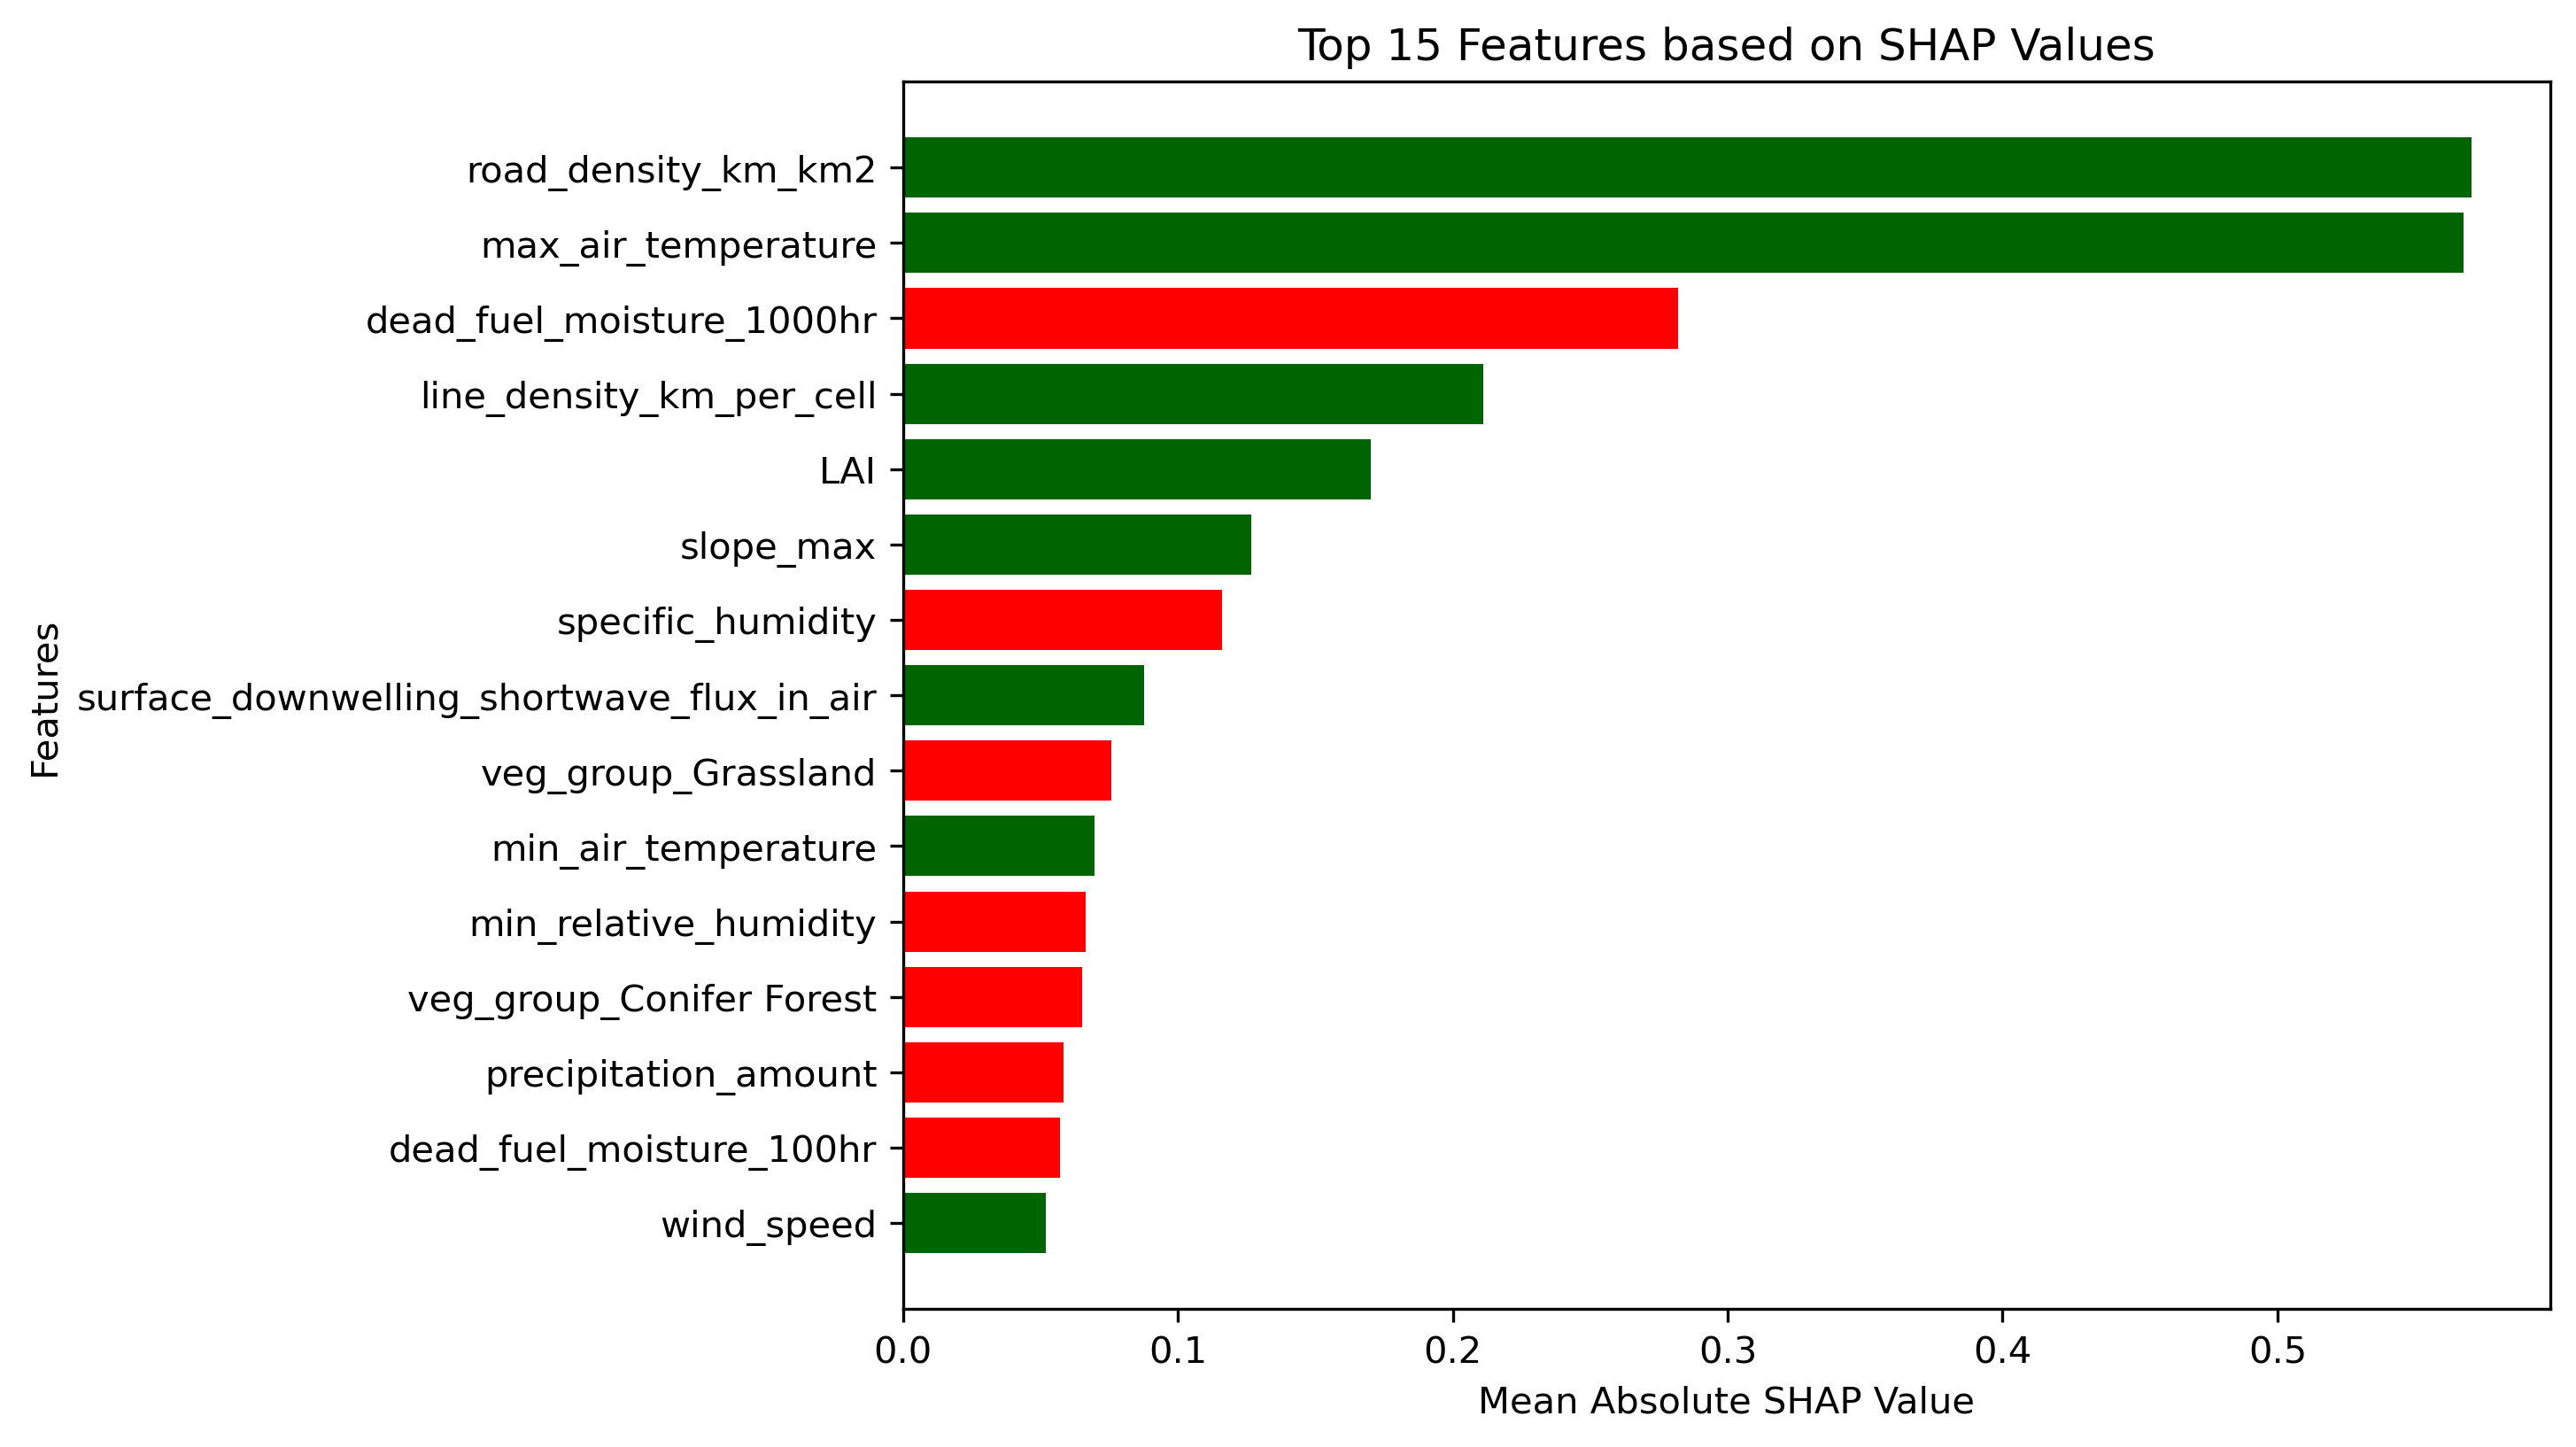 Top 15 Features based on SHAP Values
Features
road_density_km_km2
max_air_temperature
dead_fuel_moisture_1000hr
line_density_km_per_cell
LAI
slope_max
specific_humidity
surface_downwelling_shortwave_flux_in_air
veg_group_Grassland
min_air_temperature
min_relative_humidity
veg_group_Conifer Forest
precipitation_amount
dead_fuel_moisture_100hr
wind_speed
0.0 0.1 0.2 0.3 0.4 0.5
Mean Absolute SHAP Value